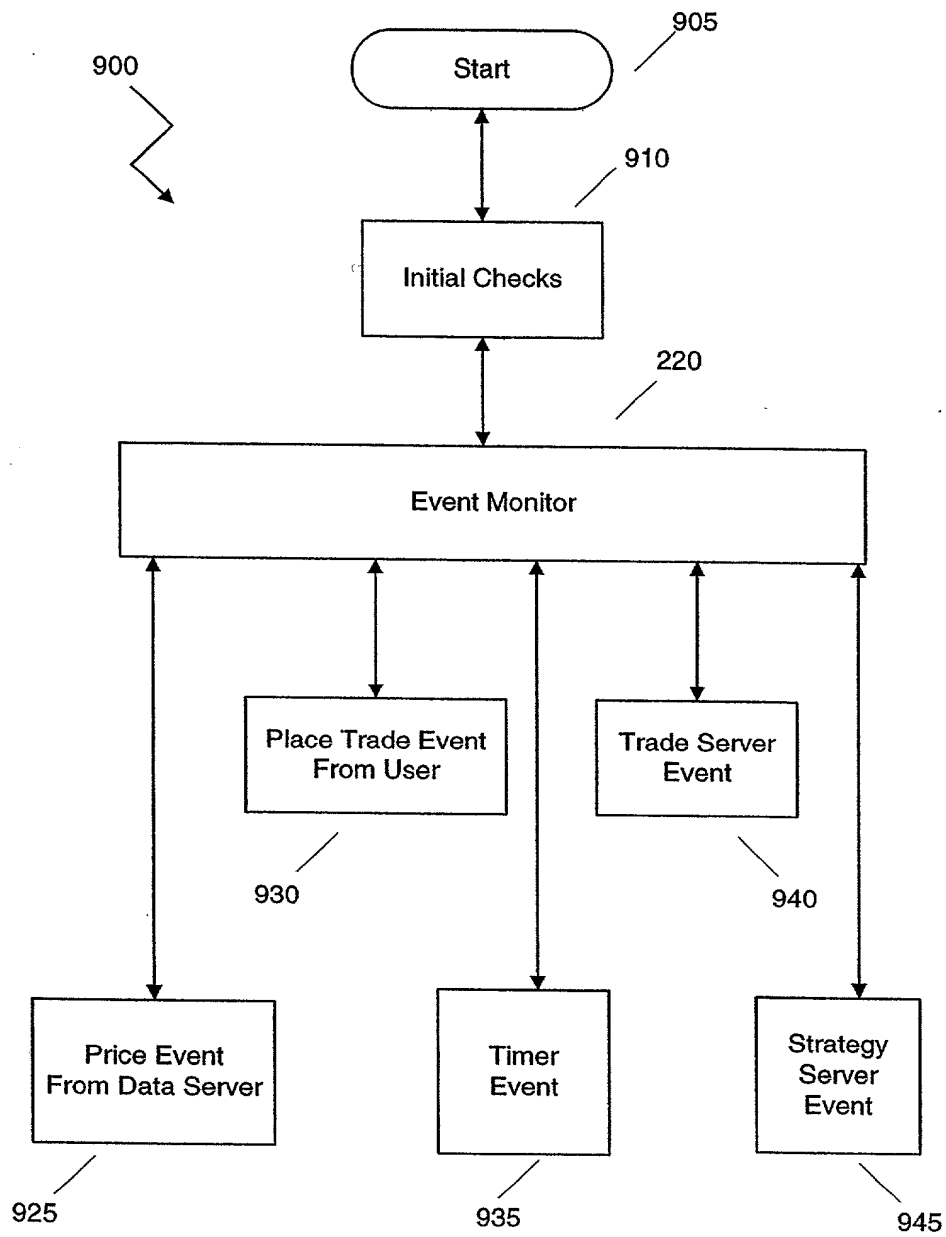 905
900
Start
910
Initial Checks
220
Event Monitor
Place Trade Event
From User
Trade Server
Event
930
940
Price Event
From Data Server
Timer
Event
Strategy
Server
Event
925
935
945